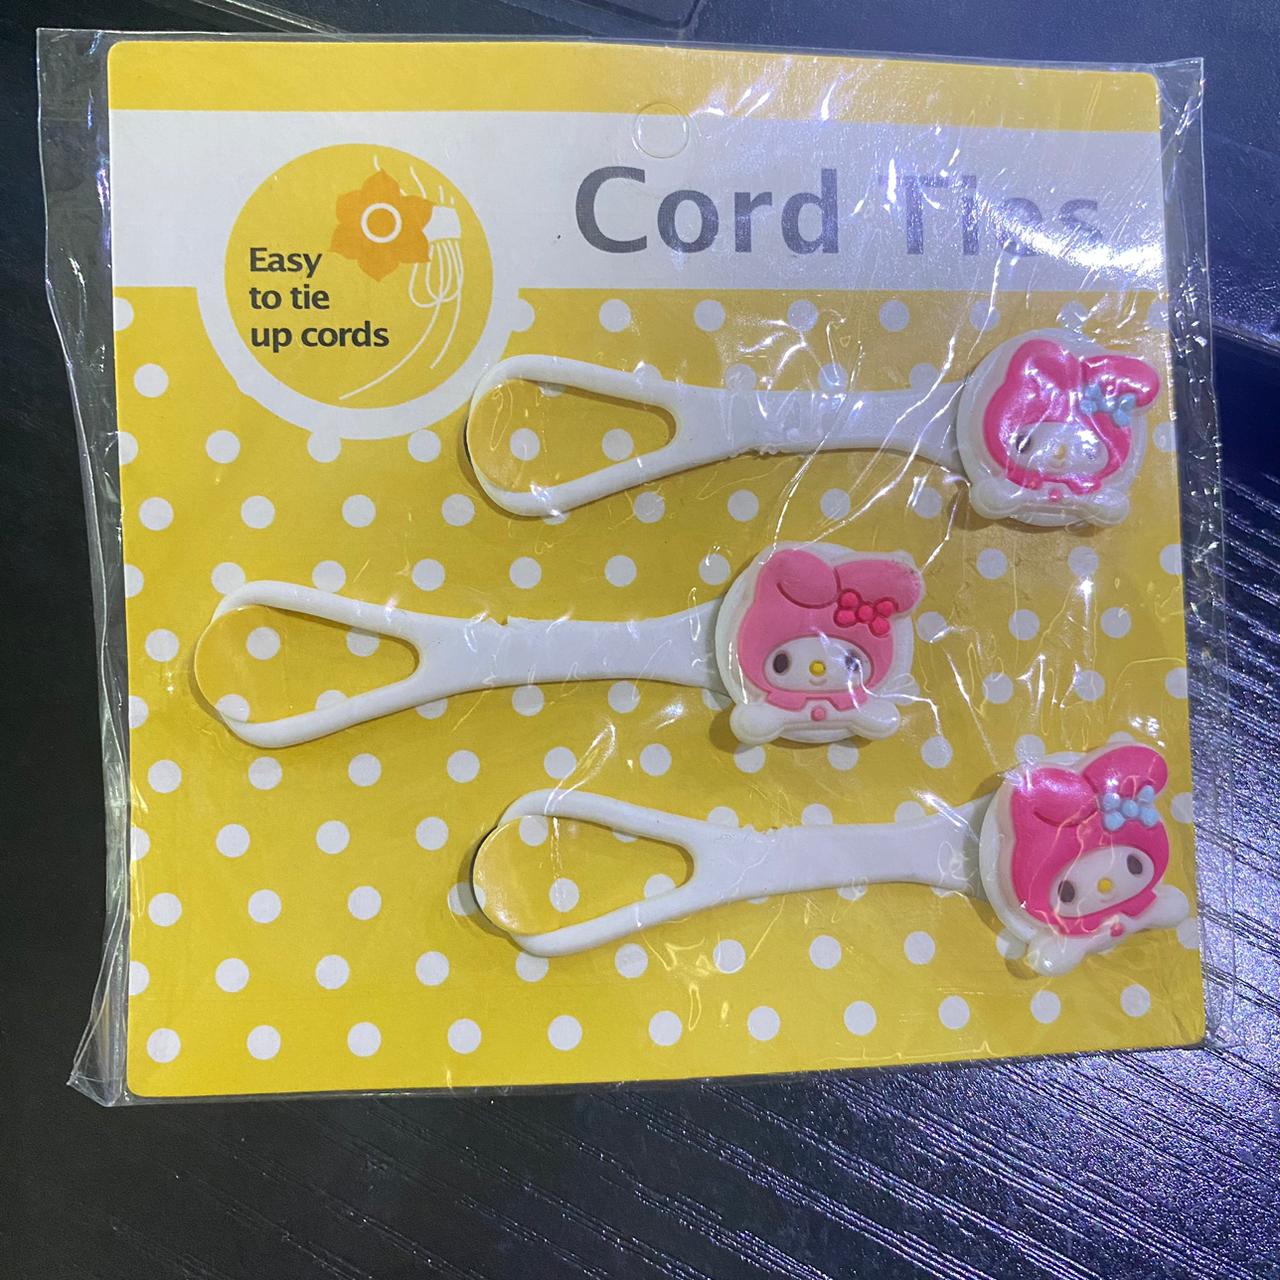 Cord Ties
Easy
to tie
up cords